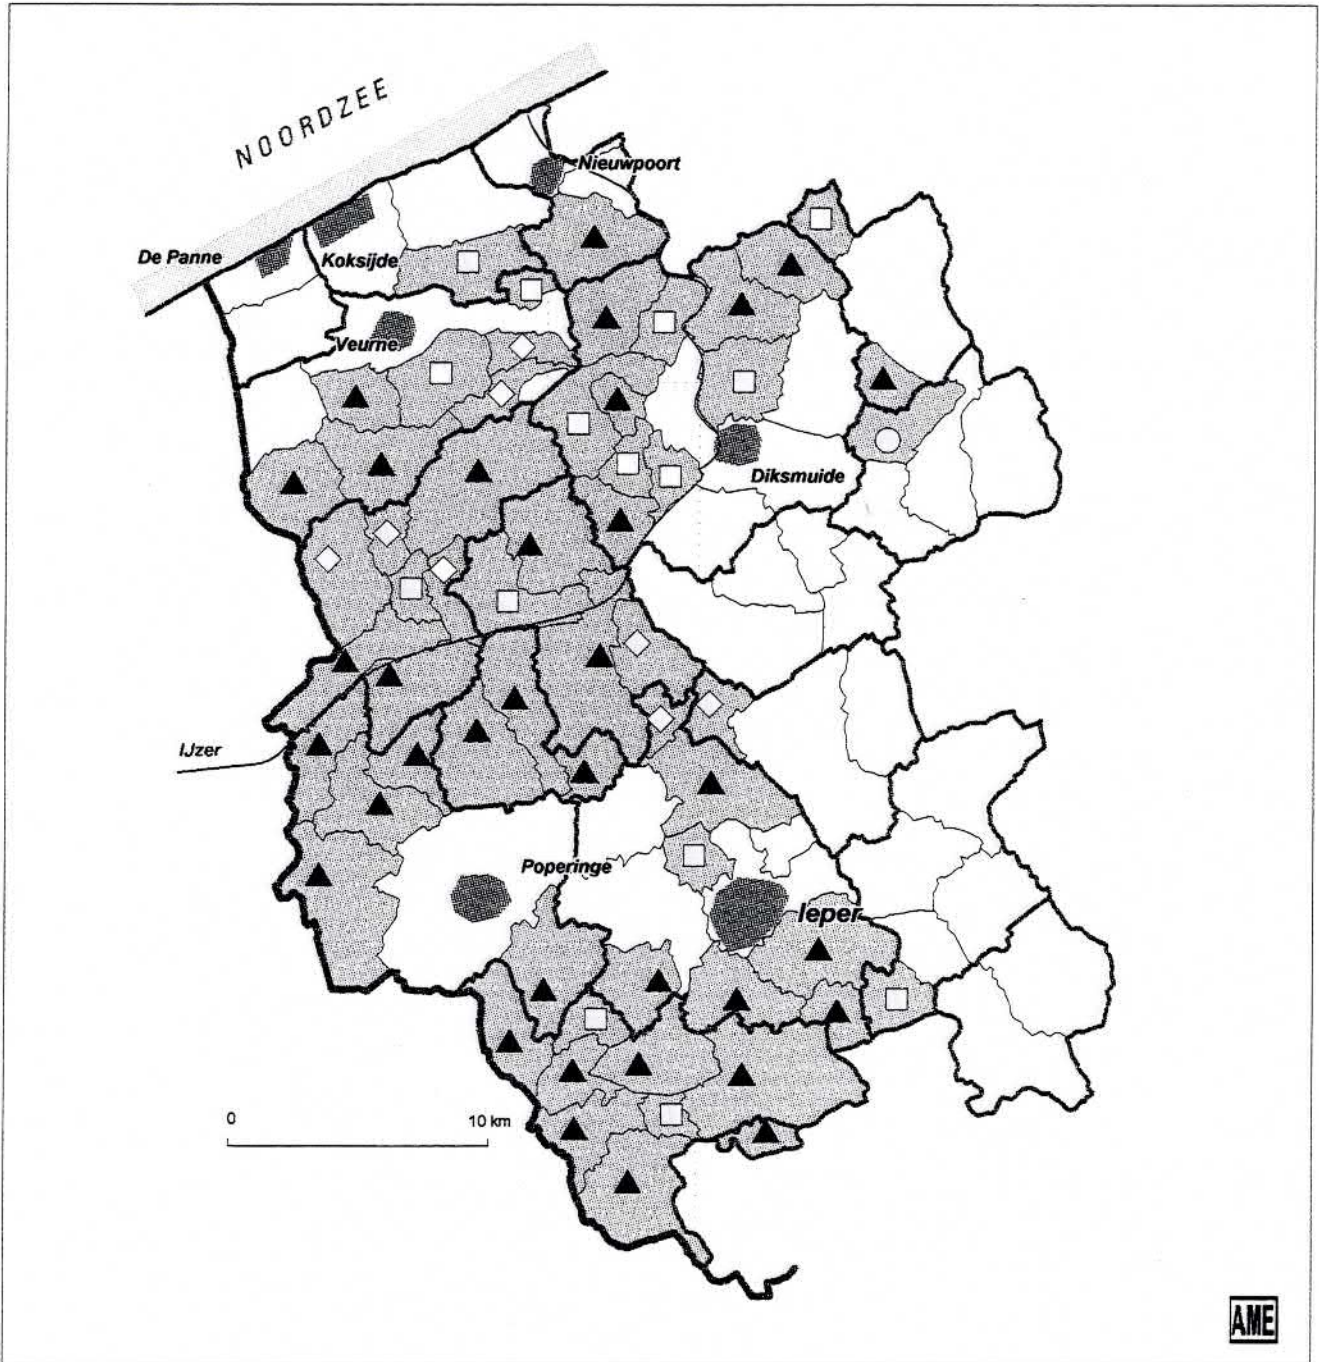 NOORDZEE
Nieuwpoort
De Panne
Koksijde
Veurne
Diksmuide
IJzer
Poperinge
Ieper
0
10 km
AME